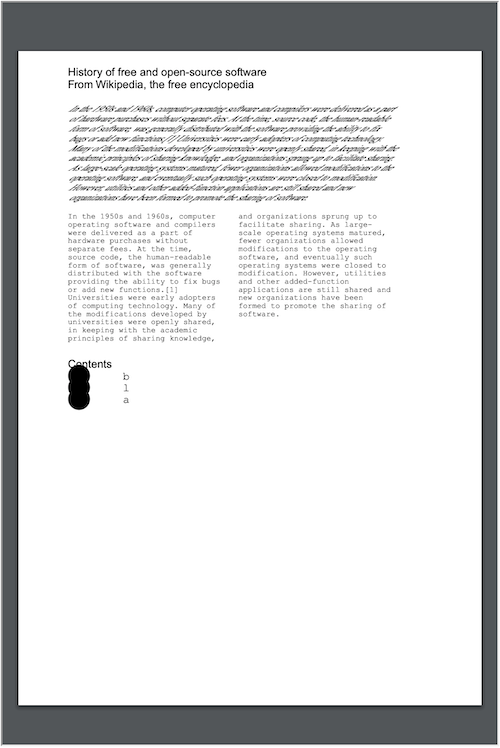 History of free and open-source software
From Wikipedia, the free encyclopedia
In the 1950s and 1960s, computer operating software and compilers were delivered as a part
of hardware purchases without separate fees. At the time, source code, the human-readable
form of software, was generally distributed with the software providing the ability to fix
bugs or add new functions.[1] Universities were early adopters of computing technology.
Many of the modifications developed by universities were openly shared, in keeping with the
academic principles of sharing knowledge, and organizations sprung up to facilitate sharing.
As large-scale operating systems matured, fewer organizations allowed modifications to the
operating software, and eventually such operating systems were closed to modification.
However, utilities and other added-function applications are still shared and new
organizations have been formed to promote the sharing of software.
In the 1950s and 1960s, computer
operating software and compilers
were delivered as a part of
hardware purchases without
separate fees. At the time,
source code, the human-readable
form of software, was generally
distributed with the software
providing the ability to fix bugs
or add new functions.[1]
Universities were early adopters
of computing technology. Many of
the modifications developed by
universities were openly shared,
in keeping with the academic
principles of sharing knowledge,
and organizations sprung up to
facilitate sharing. As large-
scale operating systems matured,
fewer organizations allowed
modifications to the operating
software, and eventually such
operating systems were closed to
modification. However, utilities
and other added-function
applications are still shared and
new organizations have been
formed to promote the sharing of
software.
Contents
b
l
a